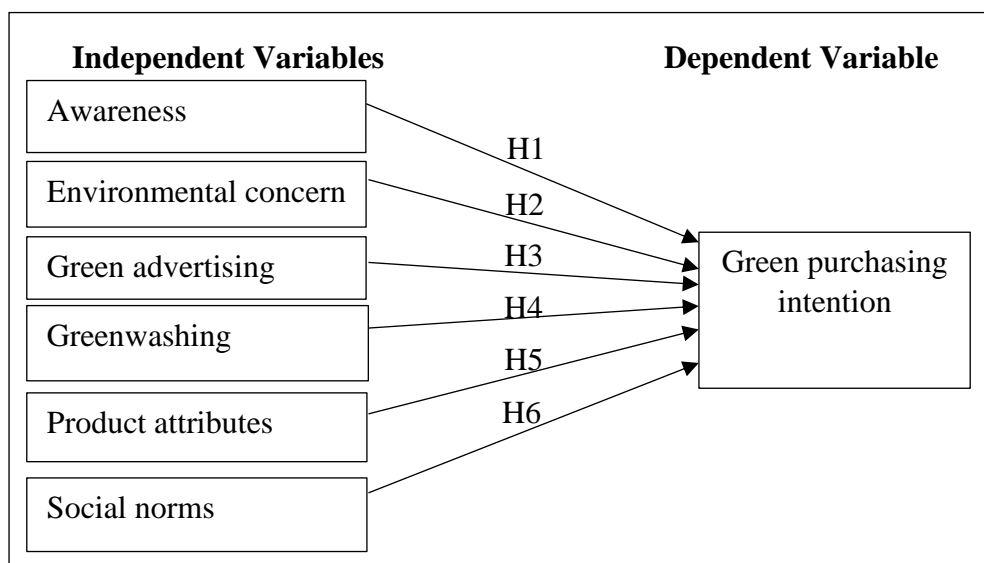 Independent Variables
Dependent Variable
Awareness
Environmental concern
Green advertising
Greenwashing
Product attributes
Social norms
H1
H2
H3
H4
H5
H6
Green purchasing
intention